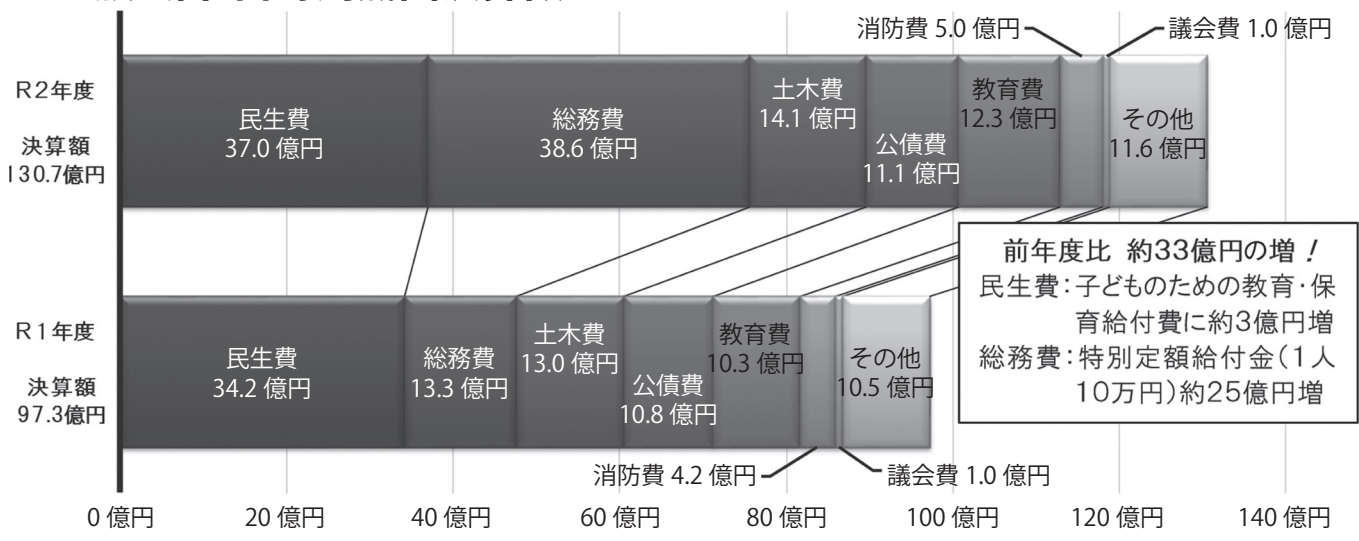 消防費 5.0 億円
議会費 1.0 億円
R2年度
決算額
130.7億円
民生費
37.0 億円
総務費
38.6 億円
土木費
14.1 億円
公債費
11.1 億円
教育費
12.3 億円
その他
11.6 億円
前年度比 約33億円の増！
民生費：子どものための教育・保
育給付費に約3億円増
総務費：特別定額給付金（1人
10万円）約25億円増
R1年度
決算額
97.3億円
民生費
34.2 億円
総務費
13.3 億円
土木費
13.0 億円
公債費
10.8 億円
教育費
10.3 億円
その他
10.5 億円
消防費 4.2 億円
議会費 1.0 億円
0 億円 20 億円 40 億円 60 億円 80 億円 100 億円 120 億円 140 億円